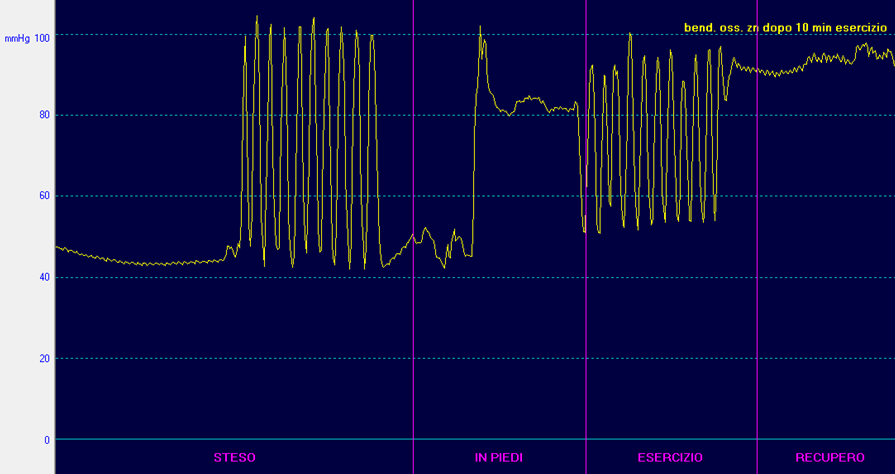 bend. oss. zn dopo 10 min esercizio
mmHg 100
80
60
40
20
0
STESO IN PIEDI ESERCIZIO RECUPERO